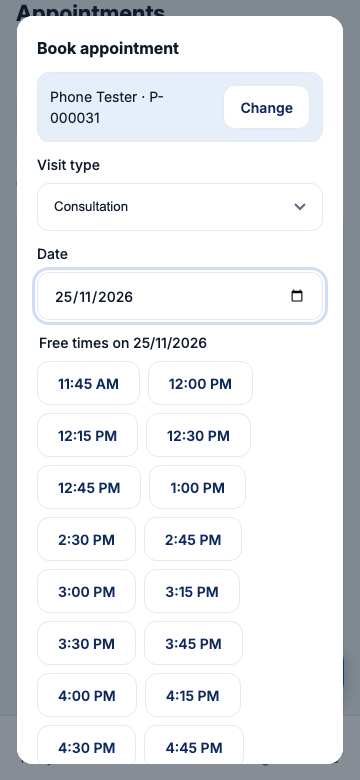 Appointments
Book appointment
Phone Tester · P-
000031
Change
Visit type
Consultation
Date
25/11/2026
Free times on 25/11/2026
11:45 AM
12:00 PM
12:15 PM
12:30 PM
12:45 PM
1:00 PM
2:30 PM
2:45 PM
3:00 PM
3:15 PM
3:30 PM
3:45 PM
4:00 PM
4:15 PM
4:30 PM
4:45 PM